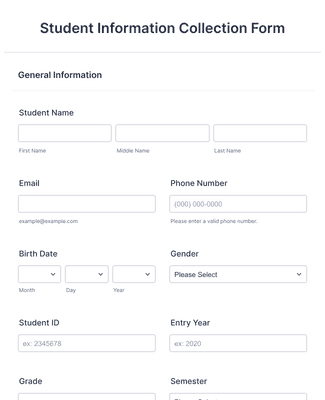 Student Information Collection Form
General Information
Student Name
First Name Middle Name Last Name
Email Phone Number
(000) 000-0000
example@example.com Please enter a valid phone number.
Birth Date Gender
Please Select
Month Day Year
Student ID Entry Year
ex: 2345678 ex: 2020
Grade Semester